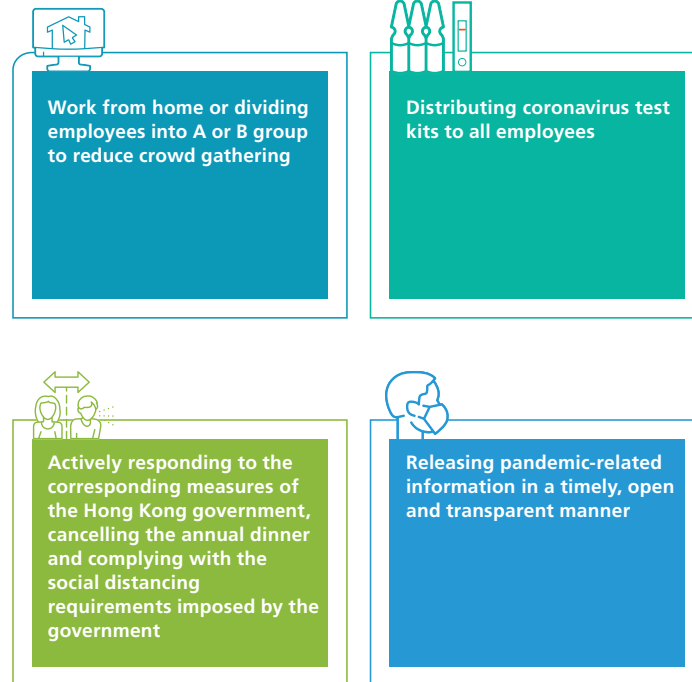 Work from home or dividing
employees into A or B group
to reduce crowd gathering
Distributing coronavirus test
kits to all employees
Actively responding to the
corresponding measures of
the Hong Kong government,
cancelling the annual dinner
and complying with the
social distancing
requirements imposed by the
government
Releasing pandemic-related
information in a timely, open
and transparent manner